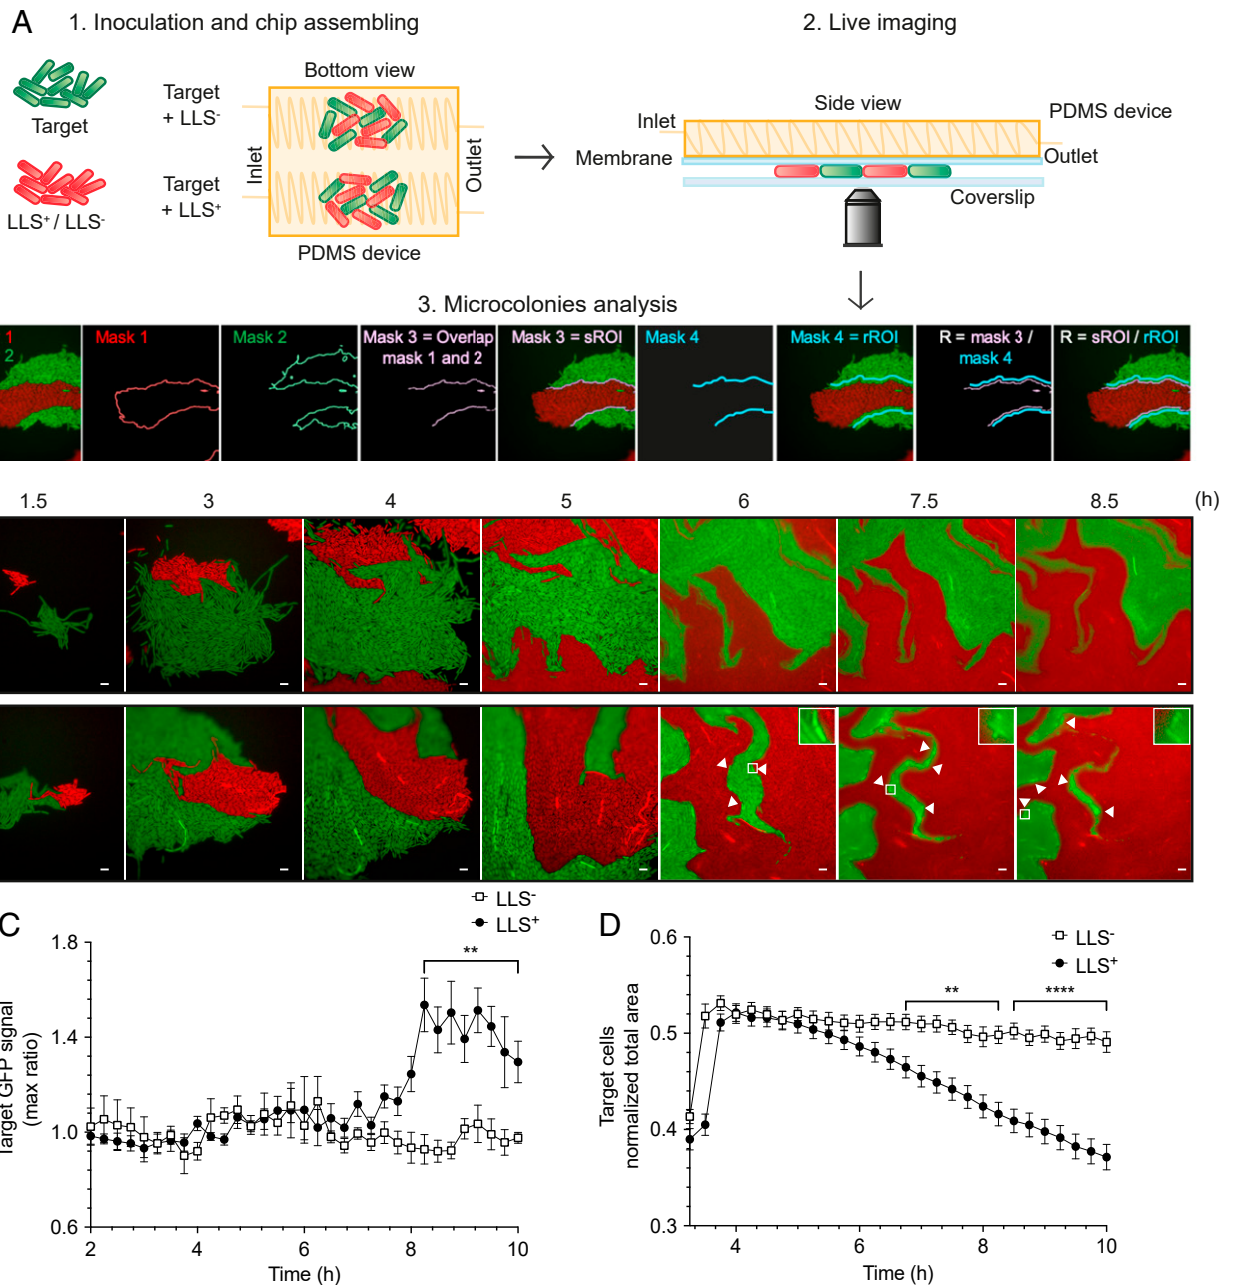 A
1. Inoculation and chip assembling
2. Live imaging
Target
LLS⁺ / LLS⁻
Target
+ LLS⁻
Target
+ LLS⁺
Bottom view
Inlet
Outlet
PDMS device
Side view
PDMS device
Inlet
Outlet
Membrane
Coverslip
3. Microcolonies analysis
1
2
Mask 1
Mask 2
Mask 3 = Overlap
mask 1 and 2
Mask 3 = sROI
Mask 4
Mask 4 = rROI
R = mask 3 /
mask 4
R = sROI / rROI
1.5 3 4 5 6 7.5 8.5 (h)
C
LLS⁻
LLS⁺
Target GFP signal
(max ratio)
1.8
1.4
1.0
0.6
**
2 4 6 8 10
Time (h)
D
LLS⁻
LLS⁺
Target cells
normalized total area
0.6
0.5
0.4
0.3
** ****
4 6 8 10
Time (h)